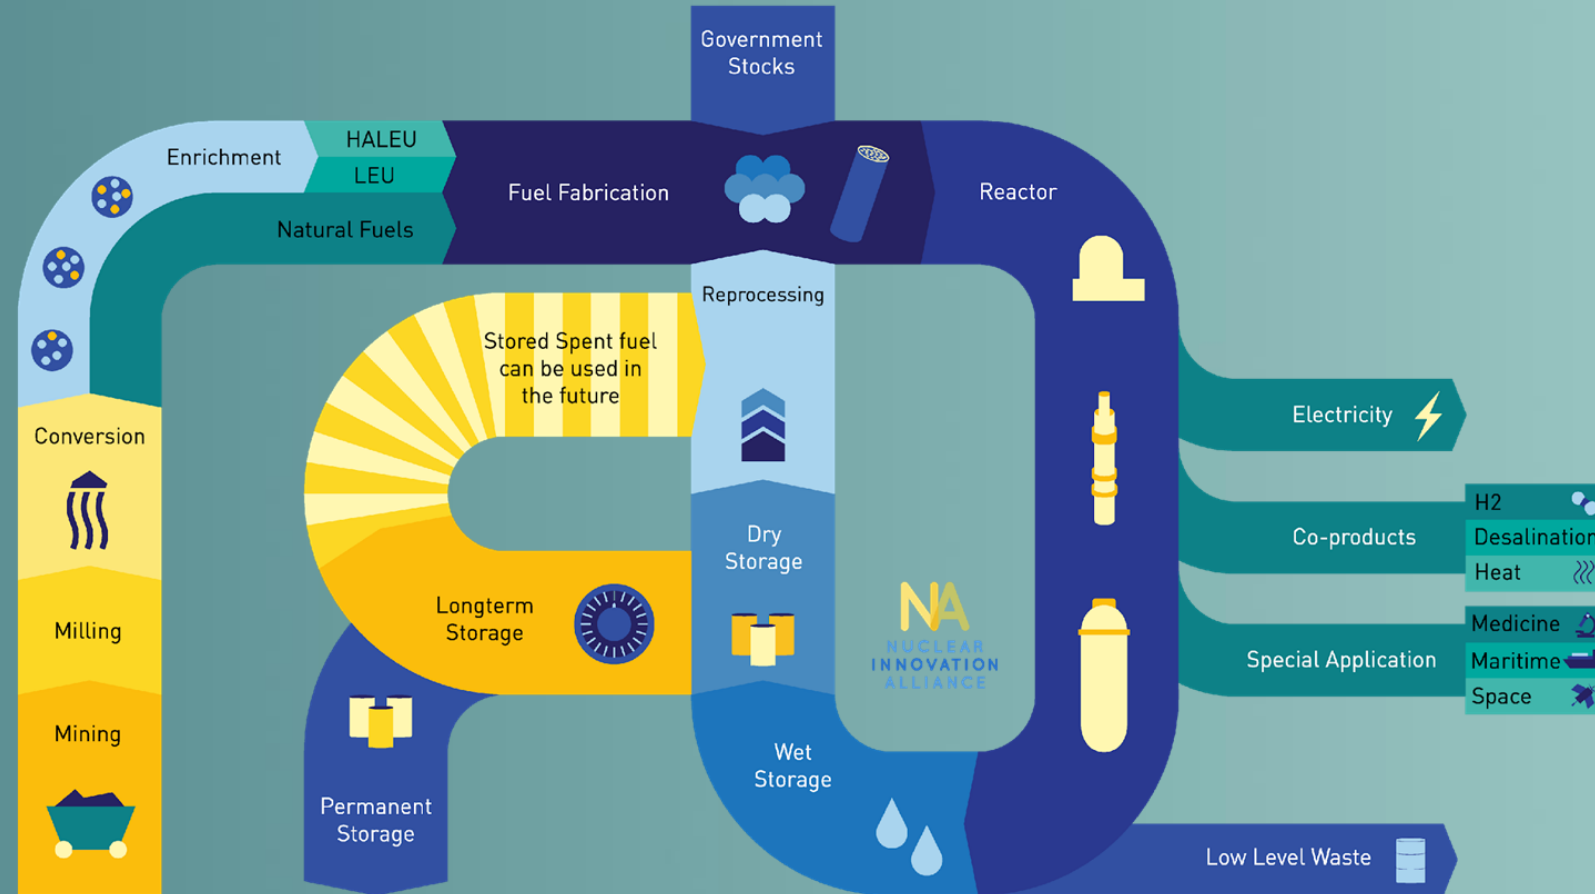 Government
Stocks
Enrichment
HALEU
LEU
Natural Fuels
Fuel Fabrication
Reactor
Reprocessing
Stored Spent fuel
can be used in
the future
Conversion
Electricity
Dry
Storage
H2
Co-products
Desalination
Heat
Longterm
Storage
Milling
NA
NUCLEAR
INNOVATION
ALLIANCE
Medicine
Special Application
Maritime
Space
Mining
Wet
Storage
Permanent
Storage
Low Level Waste